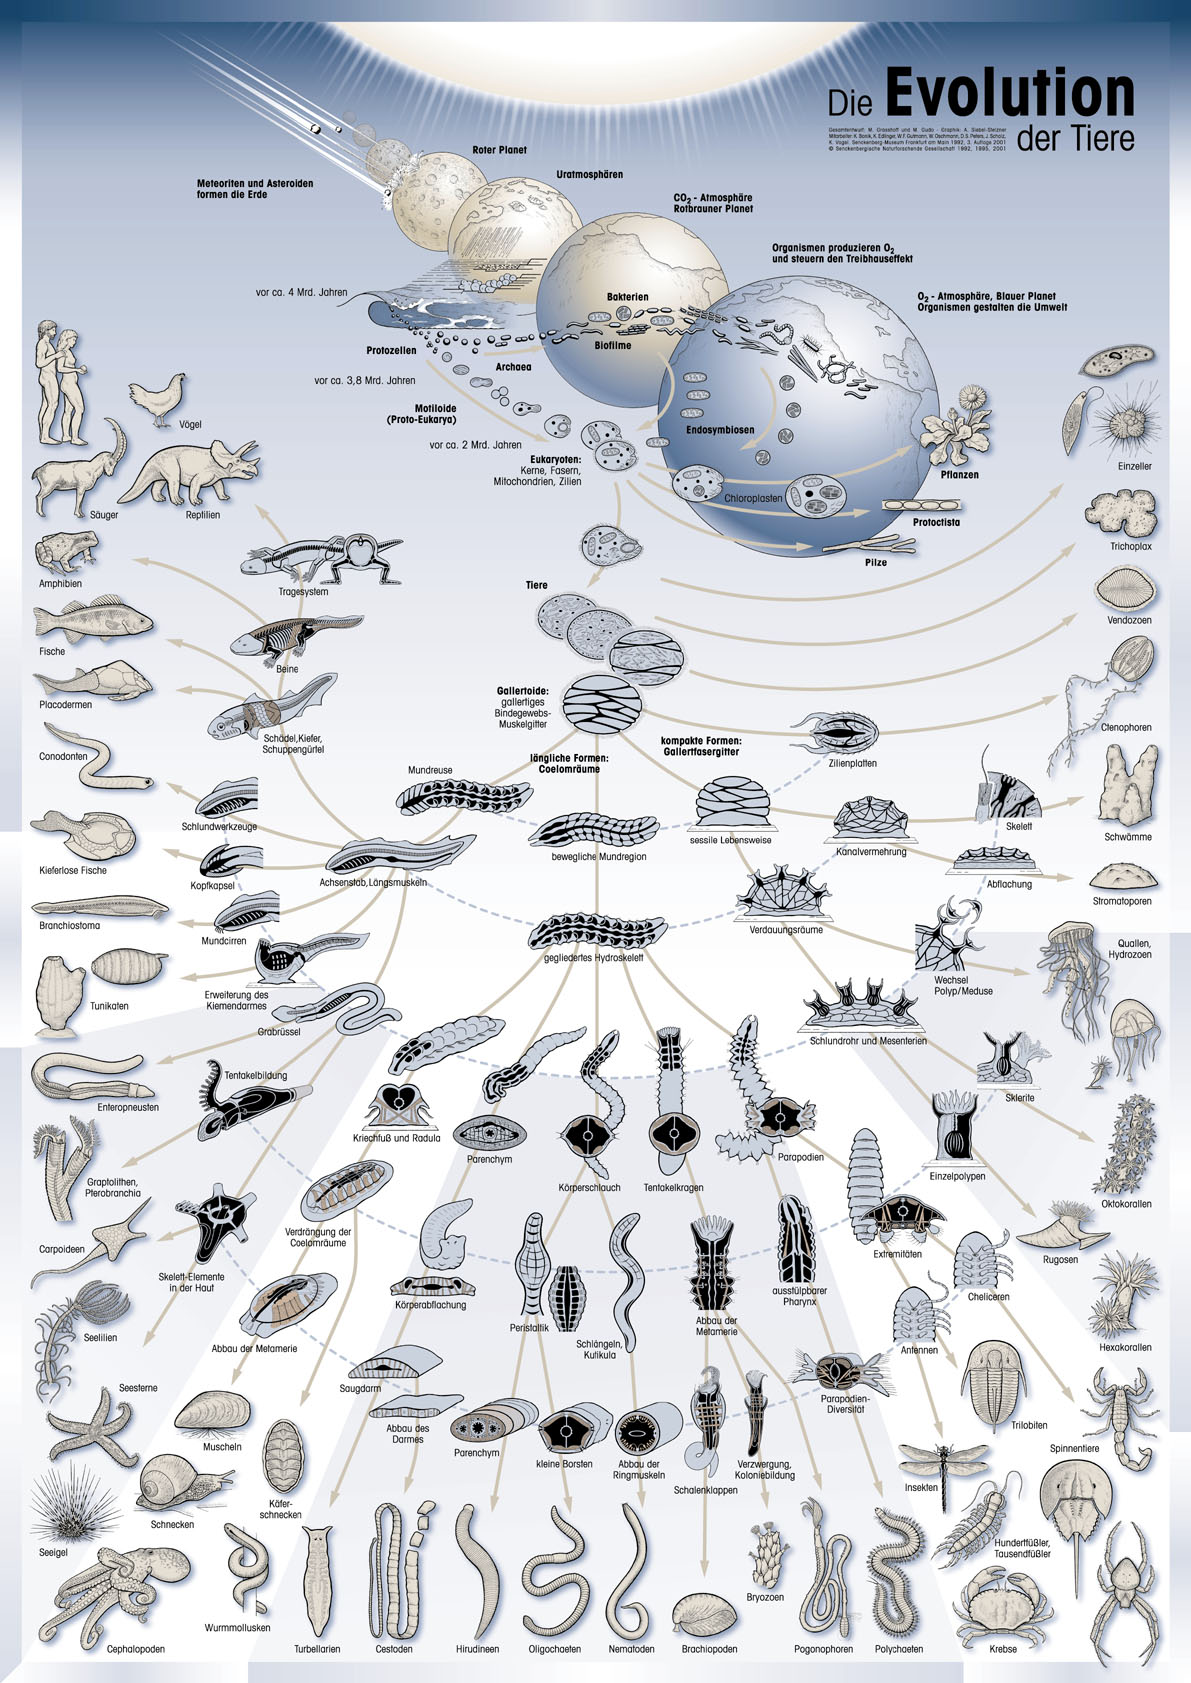 Die Evolution
der Tiere
Gesamtentwurf: M. Grasshoff und M. Gudo - Graphik: A. Siebel-Stelzner
Mitarbeiter: K. Bonik, K. Edlinger, W.F. Gutmann, W. Oschmann, D.S. Peters, J. Scholz,
K. Vogel. Senckenberg-Museum Frankfurt am Main 1992, 3. Auflage 2001
© Senckenbergische Naturforschende Gesellschaft 1992, 1995, 2001
Roter Planet
Uratmosphären
Meteoriten und Asteroiden
formen die Erde
CO2 - Atmosphäre
Rotbrauner Planet
Organismen produzieren O2
und steuern den Treibhauseffekt
O2 - Atmosphäre, Blauer Planet
Organismen gestalten die Umwelt
vor ca. 4 Mrd. Jahren
Bakterien
Biofilme
Protozellen
Archaea
vor ca. 3,8 Mrd. Jahren
Motiloide
(Proto-Eukarya)
vor ca. 2 Mrd. Jahren
Endosymbiosen
Eukaryoten:
Kerne, Fasern,
Mitochondrien, Zilien
Chloroplasten
Pflanzen
Protoctista
Pilze
Vögel
Säuger
Reptilien
Einzeller
Trichoplax
Amphibien
Tragesystem
Tiere
Vendozoen
Fische
Beine
Placodermen
Gallertoide:
gallertiges
Bindegewebs-
Muskelgitter
Ctenophoren
Schädel,Kiefer,
Schuppengürtel
kompakte Formen:
Gallertfasergitter
Zilienplatten
Conodonten
längliche Formen:
Coelomräume
Mundreuse
Schlundwerkzeuge
bewegliche Mundregion
sessile Lebensweise
Kanalvermehrung
Skelett
Schwämme
Kieferlose Fische
Kopfkapsel
Achsenstab,Längsmuskeln
Abflachung
Stromatoporen
Branchiostoma
Mundcirren
Verdauungsräume
gegliedertes Hydroskelett
Quallen,
Hydrozoen
Wechsel
Polyp/Meduse
Tunikaten
Erweiterung des
Kiemendarmes
Grabrüssel
Schlundrohr und Mesenterien
Tentakelbildung
Sklerite
Enteropneusten
Kriechfuß und Radula
Parenchym
Körperschlauch
Tentakelkragen
Parapodien
Einzelpolypen
Graptolithen,
Pterobranchia
Oktokorallen
Carpoideen
Verdrängung der
Coelomräume
Extremitäten
Rugosen
Skelett-Elemente
in der Haut
Körperabflachung
ausstülpbarer
Pharynx
Cheliceren
Seelilien
Abbau der Metamerie
Peristaltik
Schlängeln,
Kutikula
Abbau der
Metamerie
Antennen
Hexakorallen
Seesterne
Saugdarm
Parapodien-
Diversität
Trilobiten
Muscheln
Abbau des
Darmes
Parenchym
kleine Borsten
Abbau der
Ringmuskeln
Verzwergung,
Koloniebildung
Schalenklappen
Spinnentiere
Insekten
Käfer-
schnecken
Schnecken
Seeigel
Hundertfüßler,
Tausendfüßler
Bryozoen
Wurmmollusken
Cephalopoden
Turbellarien
Cestoden
Hirudineen
Oligochaeten
Nematoden
Brachiopoden
Pogonophoren
Polychaeten
Krebse